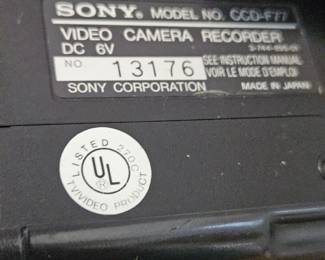 SONY® MODEL NO. CCD-F77
VIDEO CAMERA RECORDER
DC 6V
NO. 13176
SEE INSTRUCTION MANUAL
VOIR LE MODE D'EMPLOI
SONY CORPORATION MADE IN JAPAN
LISTED 270C
UL
®
TV/VIDEO PRODUCT